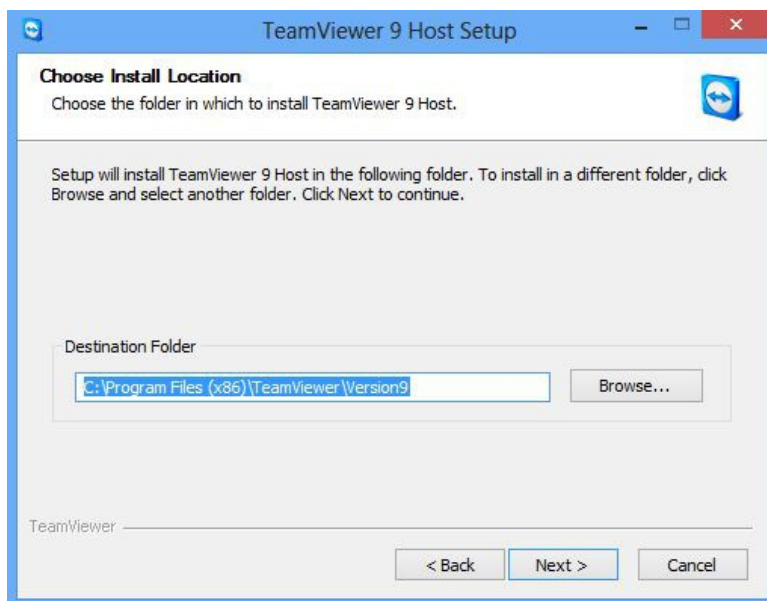 TeamViewer 9 Host Setup
Choose Install Location
Choose the folder in which to install TeamViewer 9 Host.
Setup will install TeamViewer 9 Host in the following folder. To install in a different folder, click
Browse and select another folder. Click Next to continue.
Destination Folder
C:\Program Files (x86)\TeamViewer\Version9
Browse...
TeamViewer
< Back
Next >
Cancel